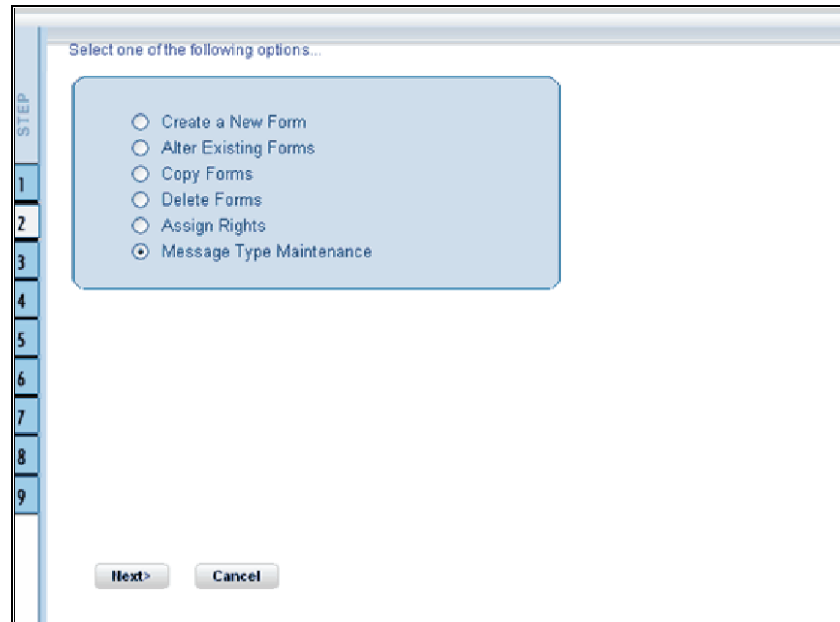 Select one of the following options...
STEP
Create a New Form
Alter Existing Forms
Copy Forms
Delete Forms
Assign Rights
Message Type Maintenance
1
2
3
4
5
6
7
8
9
Next>
Cancel